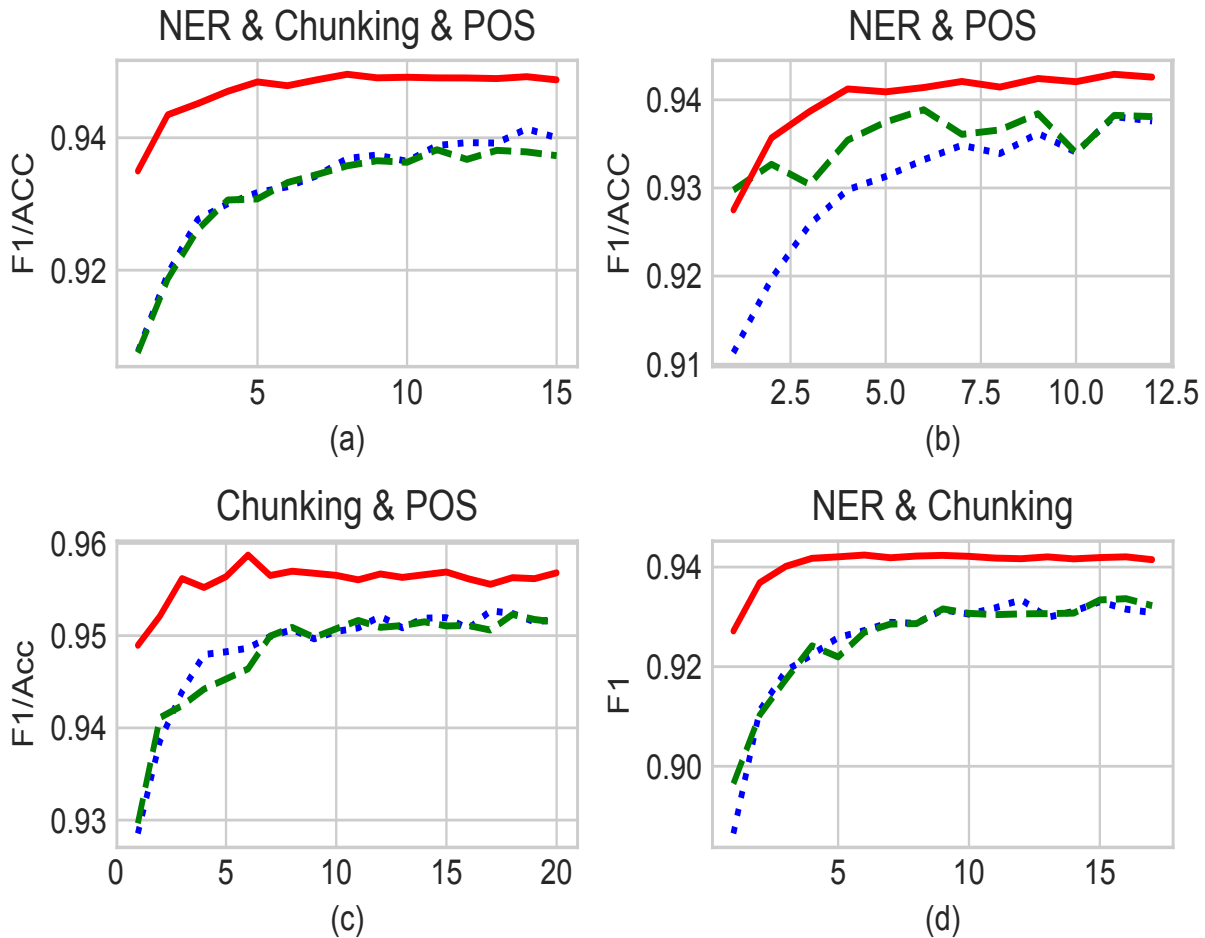 NER & Chunking & POS
F1/ACC
0.94
0.92
5
10
15
(a)
NER & POS
F1/ACC
0.94
0.93
0.92
0.91
2.5
5.0
7.5
10.0
12.5
(b)
Chunking & POS
F1/Acc
0.96
0.95
0.94
0.93
0
5
10
15
20
(c)
NER & Chunking
F1
0.94
0.92
0.90
5
10
15
(d)